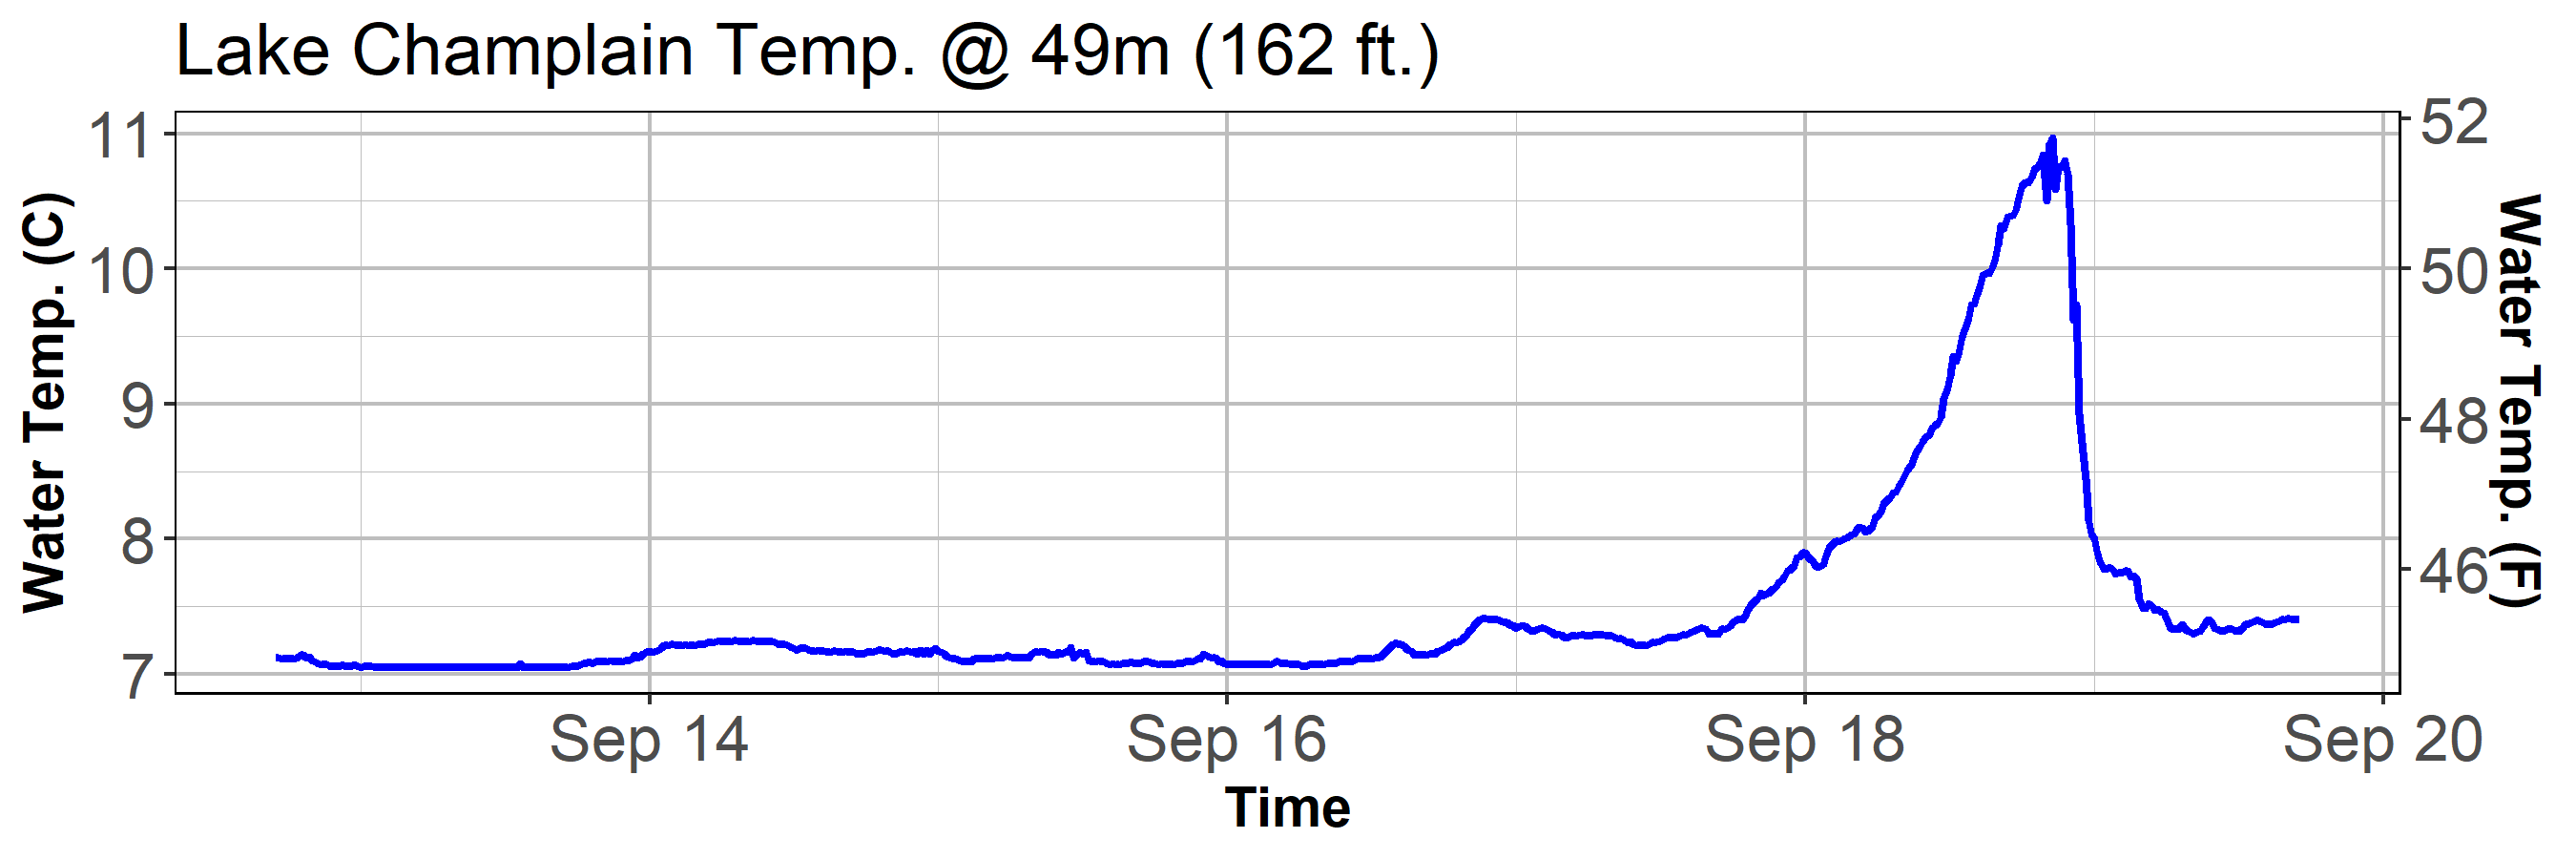 Lake Champlain Temp. @ 49m (162 ft.)
Water Temp. (C)
11
10
9
8
7
52
50
48
46
Water Temp. (F)
Sep 14
Sep 16
Sep 18
Sep 20
Time